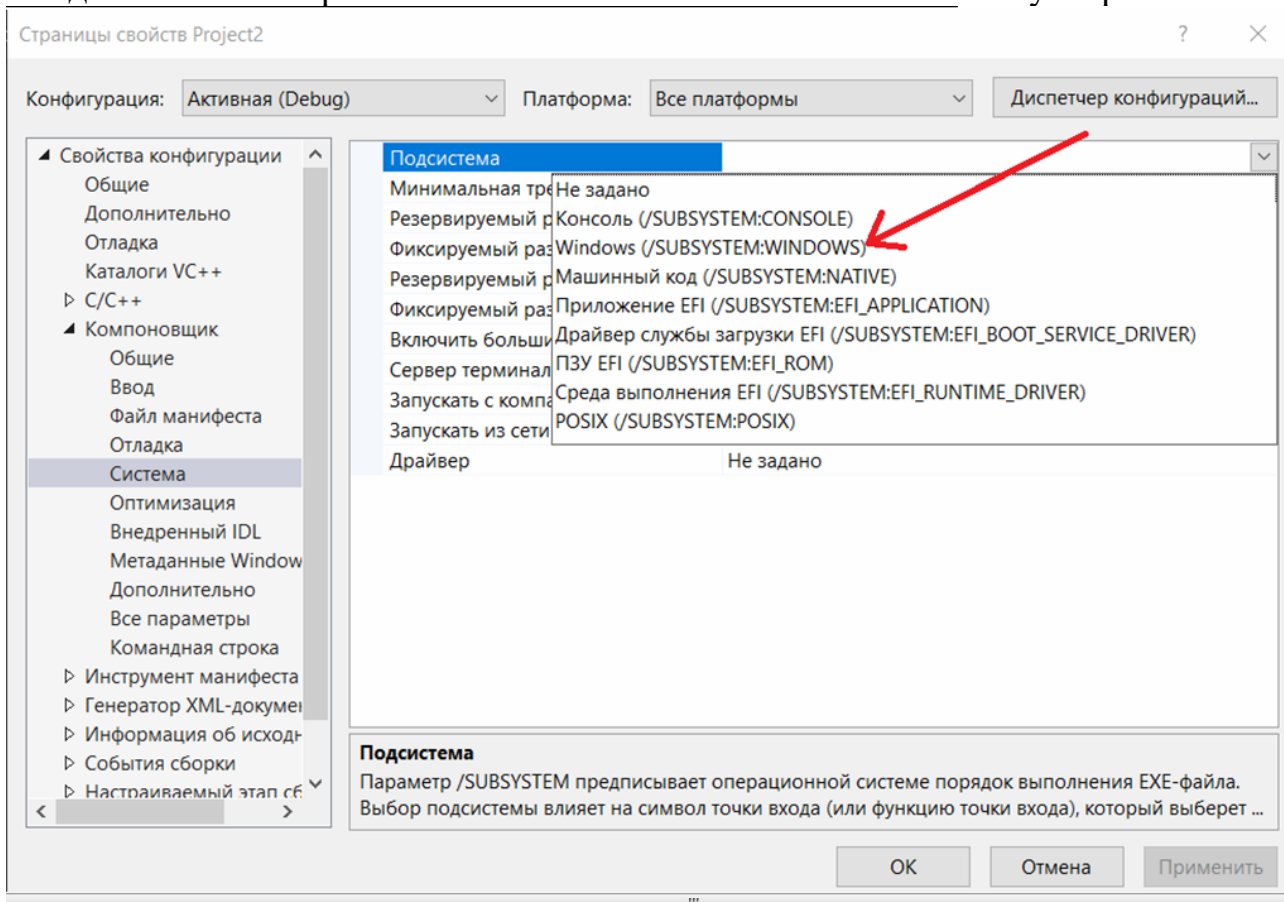 Страницы свойств Project2 ?
Конфигурация: Активная (Debug) Платформа: Все платформы Диспетчер конфигураций...
Свойства конфигурации
Общие
Дополнительно
Отладка
Каталоги VC++
C/C++
Компоновщик
Общие
Ввод
Файл манифеста
Отладка
Система
Оптимизация
Внедренный IDL
Метаданные Window
Дополнительно
Все параметры
Командная строка
Инструмент манифеста
Генератор XML-докумен
Информация об исходн
События сборки
Настраиваемый этап сб
Подсистема
Минимальная тре
Резервируемый р
Фиксируемый раз
Резервируемый р
Фиксируемый раз
Включить больши
Сервер терминал
Запускать с компа
Запускать из сети
Драйвер Не задано
Не задано
Консоль (/SUBSYSTEM:CONSOLE)
Windows (/SUBSYSTEM:WINDOWS)
Машинный код (/SUBSYSTEM:NATIVE)
Приложение EFI (/SUBSYSTEM:EFI_APPLICATION)
Драйвер службы загрузки EFI (/SUBSYSTEM:EFI_BOOT_SERVICE_DRIVER)
ПЗУ EFI (/SUBSYSTEM:EFI_ROM)
Среда выполнения EFI (/SUBSYSTEM:EFI_RUNTIME_DRIVER)
POSIX (/SUBSYSTEM:POSIX)
Подсистема
Параметр /SUBSYSTEM предписывает операционной системе порядок выполнения EXE-файла.
Выбор подсистемы влияет на символ точки входа (или функцию точки входа), который выберет ...
ОК Отмена Применить